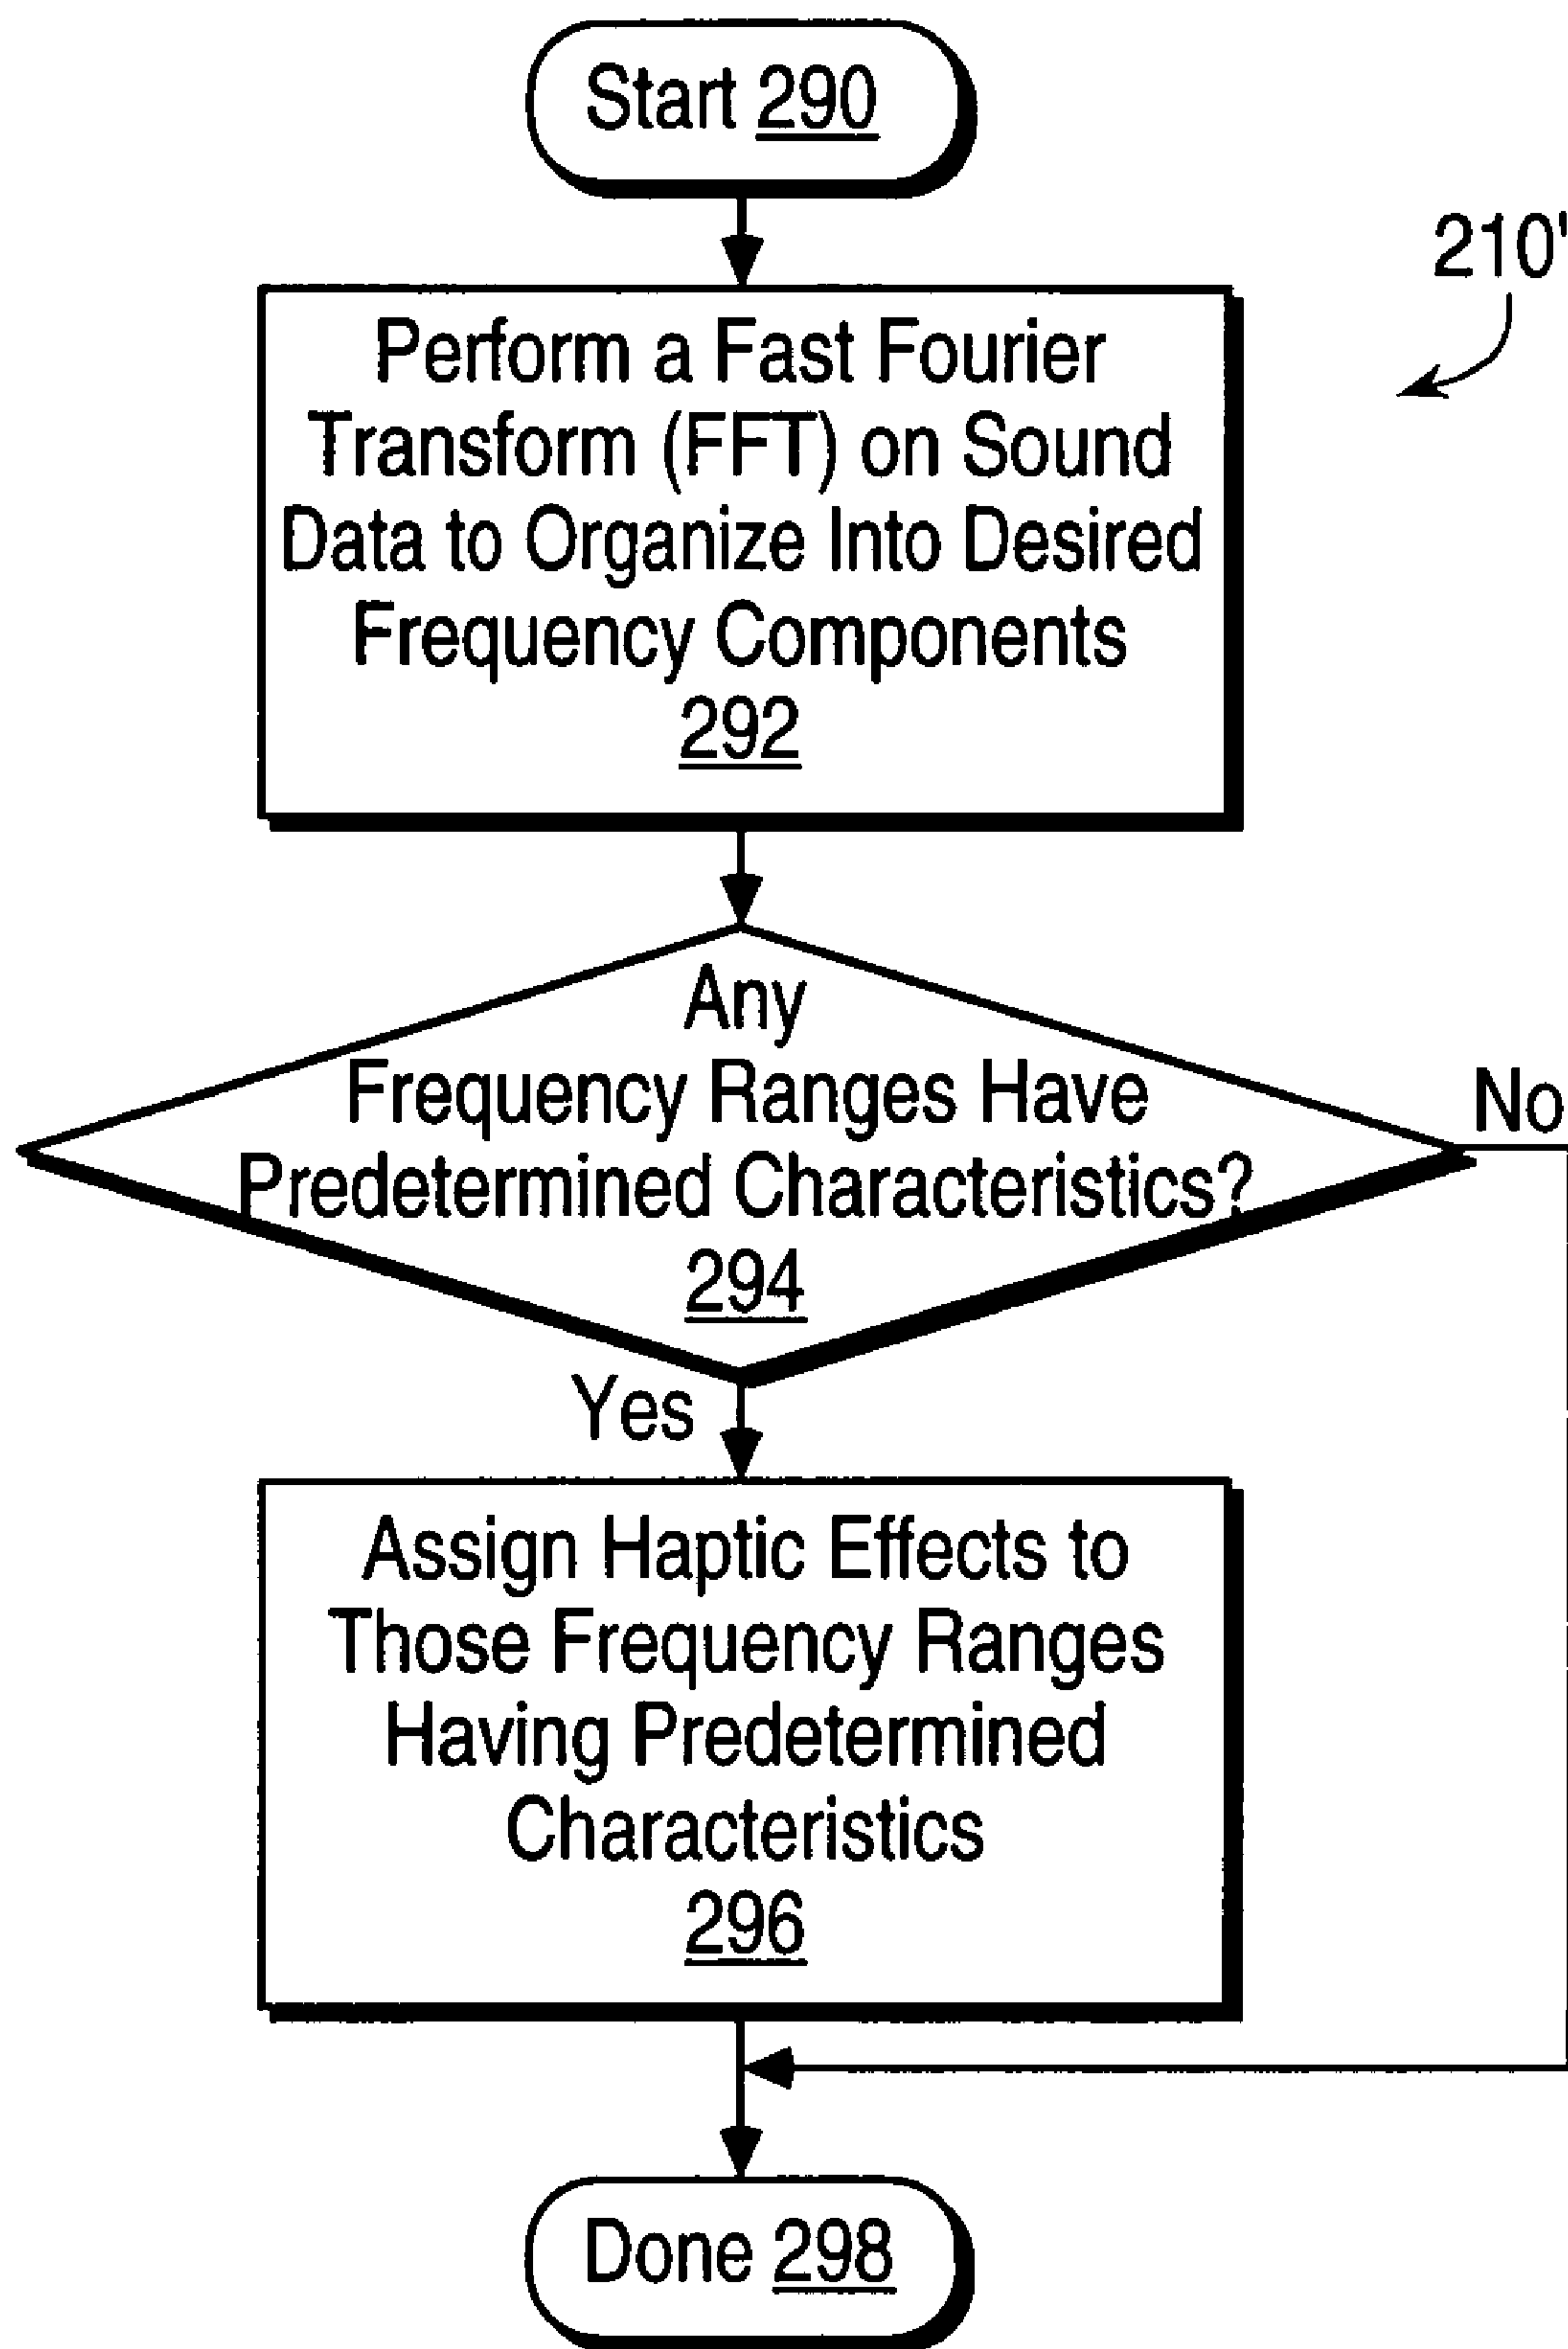 Start 290
210'
Perform a Fast Fourier
Transform (FFT) on Sound
Data to Organize Into Desired
Frequency Components
292
Any
Frequency Ranges Have
Predetermined Characteristics?
294
No
Yes
Assign Haptic Effects to
Those Frequency Ranges
Having Predetermined
Characteristics
296
Done 298